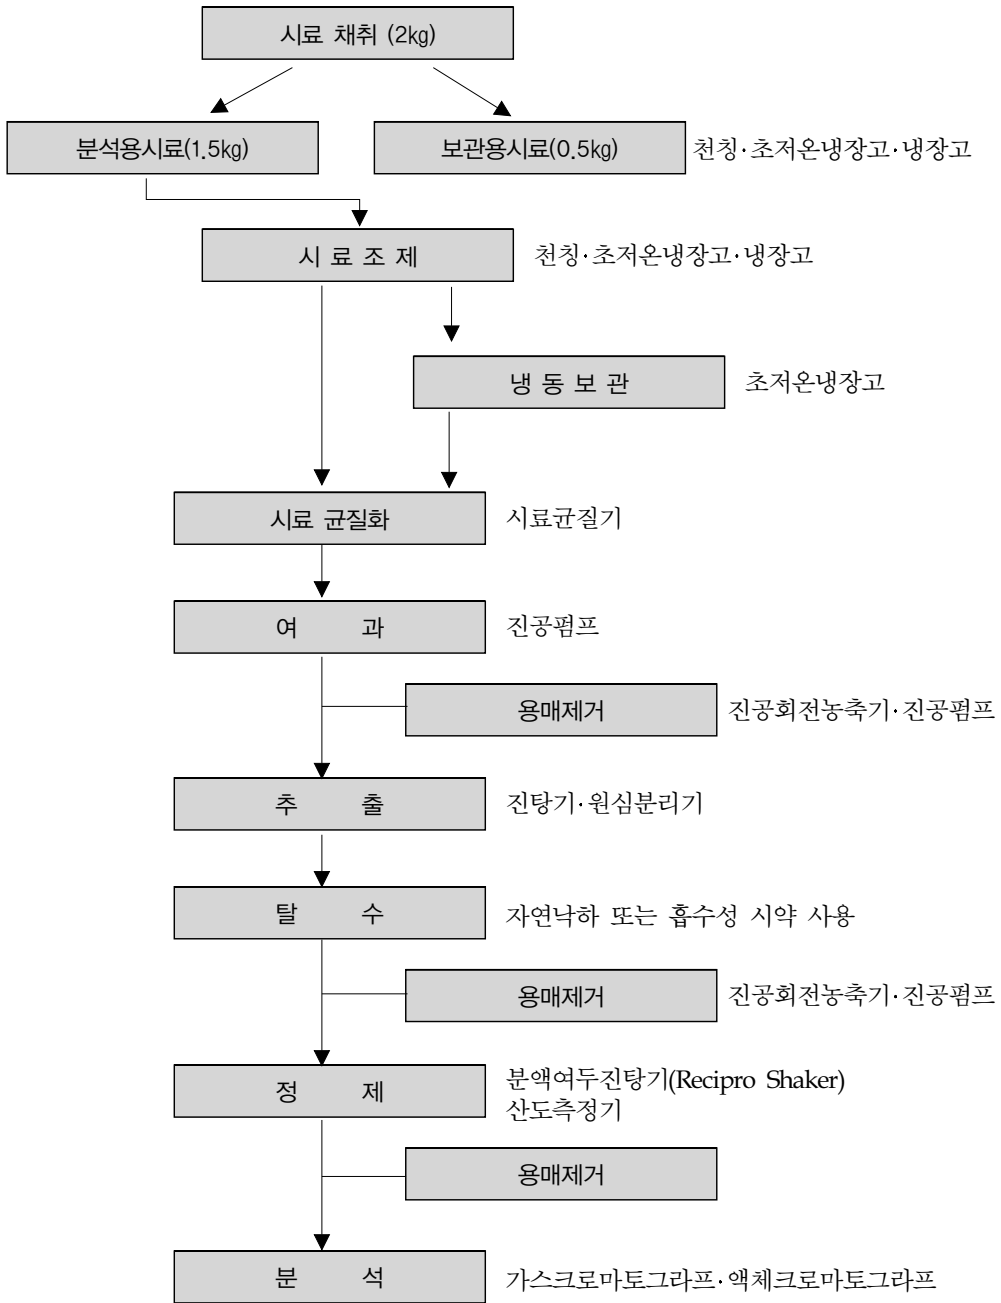 시료 채취 (2kg)
분석용시료(1.5kg)
보관용시료(0.5kg)
천칭·초저온냉장고·냉장고
시 료 조 제
천칭·초저온냉장고·냉장고
냉 동 보 관
초저온냉장고
시료 균질화
시료균질기
여 과
진공펌프
용매제거
진공회전농축기·진공펌프
추 출
진탕기·원심분리기
탈 수
자연낙하 또는 흡수성 시약 사용
용매제거
진공회전농축기·진공펌프
정 제
분액여두진탕기(Recipro Shaker)
산도측정기
용매제거
분 석
가스크로마토그라프·액체크로마토그라프